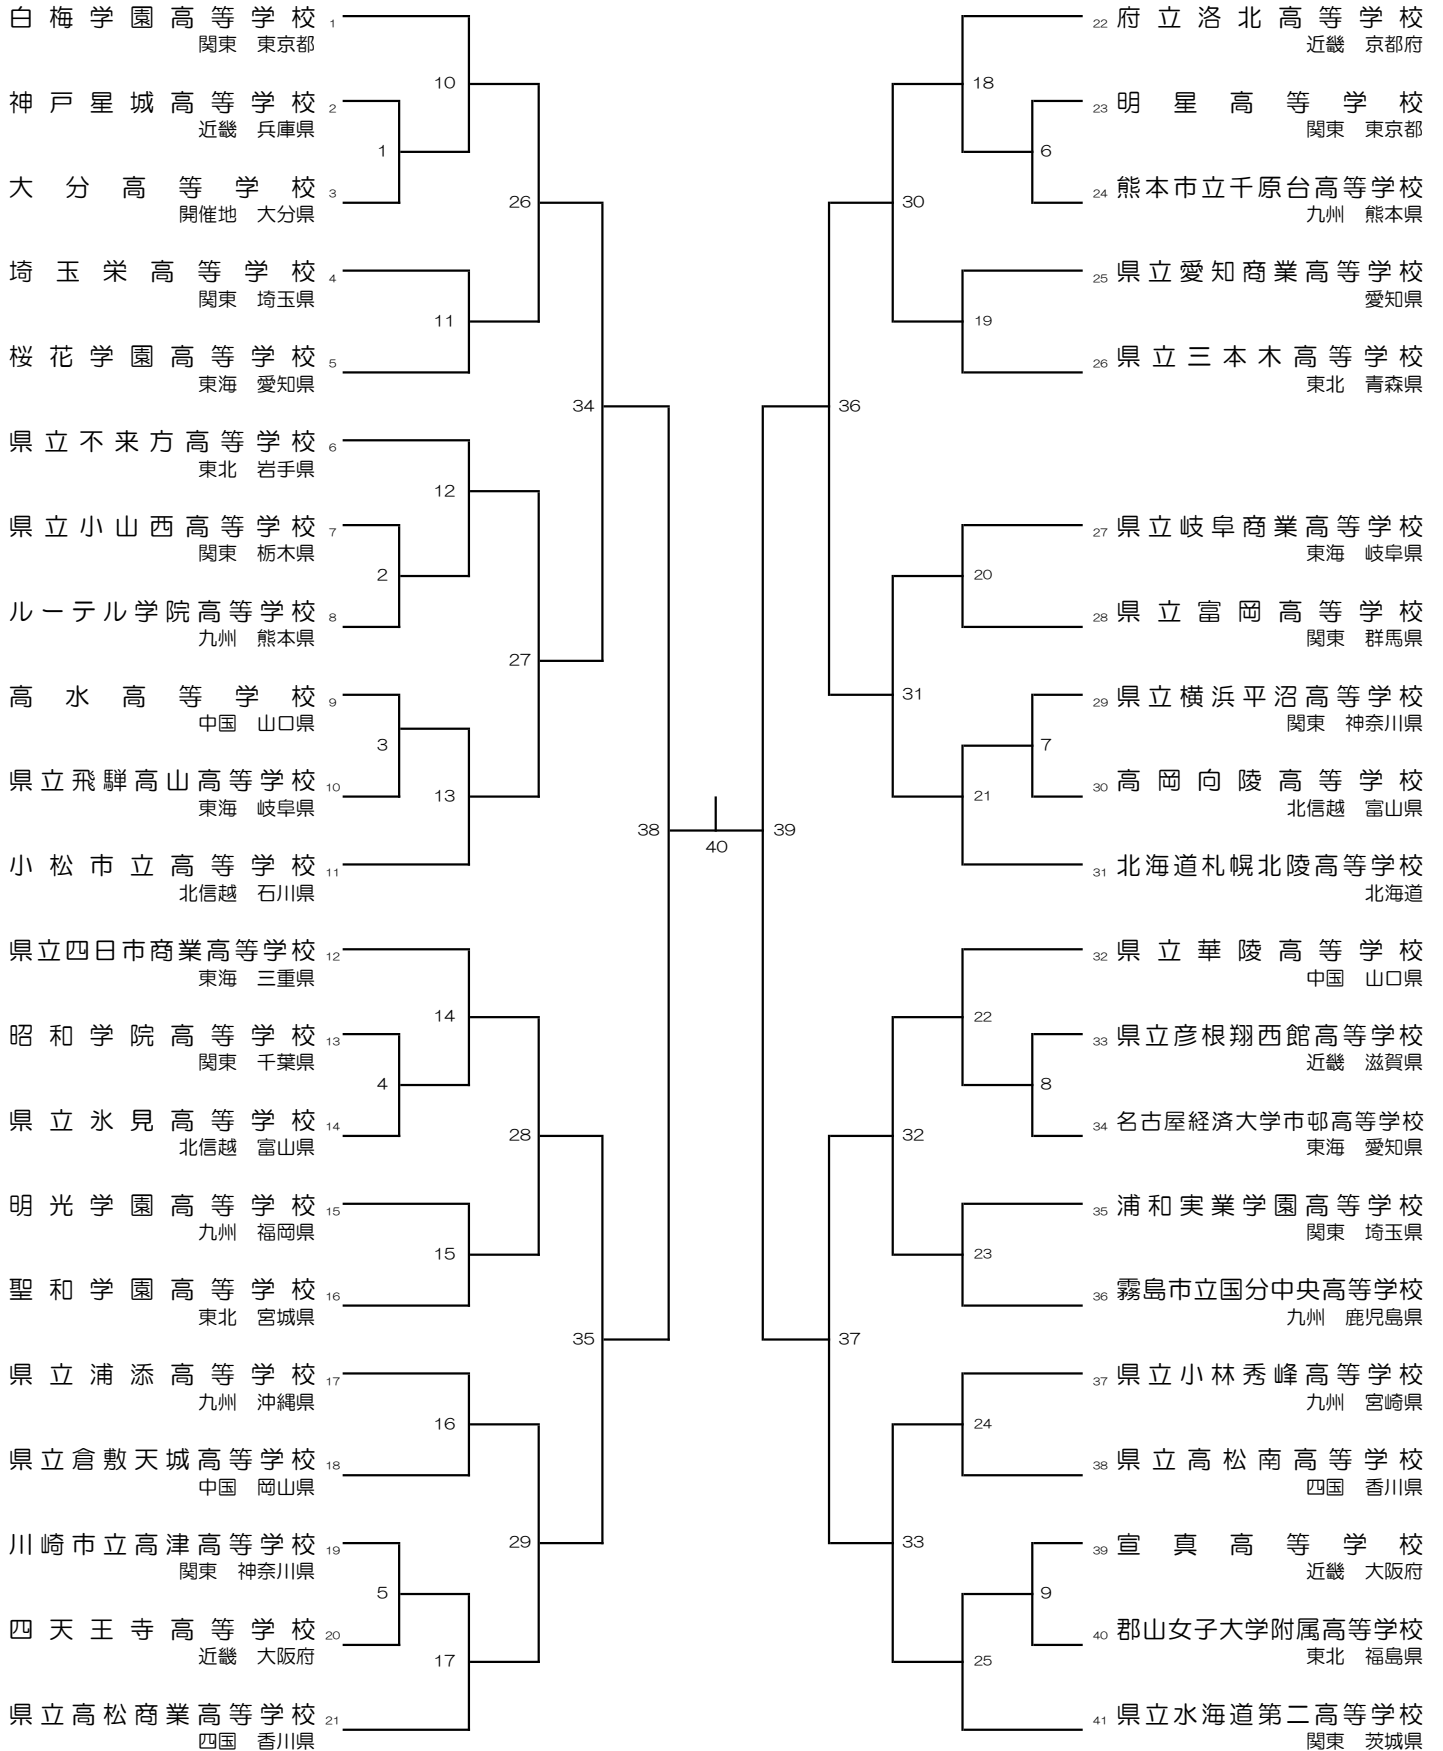 白梅学園高等学校 1
関東 東京都
10
神戸星城高等学校 2
近畿 兵庫県
1
大分高等学校 3
開催地 大分県
26
埼玉栄高等学校 4
関東 埼玉県
11
桜花学園高等学校 5
東海 愛知県
34
県立不来方高等学校 6
東北 岩手県
12
県立小山西高等学校 7
関東 栃木県
2
ルーテル学院高等学校 8
九州 熊本県
27
高水高等学校 9
中国 山口県
3
県立飛騨高山高等学校 10
東海 岐阜県
13
38
小松市立高等学校 11
北信越 石川県
県立四日市商業高等学校 12
東海 三重県
14
昭和学院高等学校 13
関東 千葉県
4
県立氷見高等学校 14
北信越 富山県
28
明光学園高等学校 15
九州 福岡県
15
聖和学園高等学校 16
東北 宮城県
35
県立浦添高等学校 17
九州 沖縄県
16
県立倉敷天城高等学校 18
中国 岡山県
29
川崎市立高津高等学校 19
関東 神奈川県
5
四天王寺高等学校 20
近畿 大阪府
17
県立高松商業高等学校 21
四国 香川県
40
22 府立洛北高等学校
近畿 京都府
18
23 明星高等学校
関東 東京都
6
24 熊本市立千原台高等学校
九州 熊本県
30
25 県立愛知商業高等学校
愛知県
19
26 県立三本木高等学校
東北 青森県
36
27 県立岐阜商業高等学校
東海 岐阜県
20
28 県立富岡高等学校
関東 群馬県
31
29 県立横浜平沼高等学校
関東 神奈川県
7
30 高岡向陵高等学校
北信越 富山県
21
39
31 北海道札幌北陵高等学校
北海道
32 県立華陵高等学校
中国 山口県
22
33 県立彦根翔西館高等学校
近畿 滋賀県
8
34 名古屋経済大学市邨高等学校
東海 愛知県
32
35 浦和実業学園高等学校
関東 埼玉県
23
36 霧島市立国分中央高等学校
九州 鹿児島県
37
37 県立小林秀峰高等学校
九州 宮崎県
24
38 県立高松南高等学校
四国 香川県
33
39 宣真高等学校
近畿 大阪府
9
40 郡山女子大学附属高等学校
東北 福島県
25
41 県立水海道第二高等学校
関東 茨城県